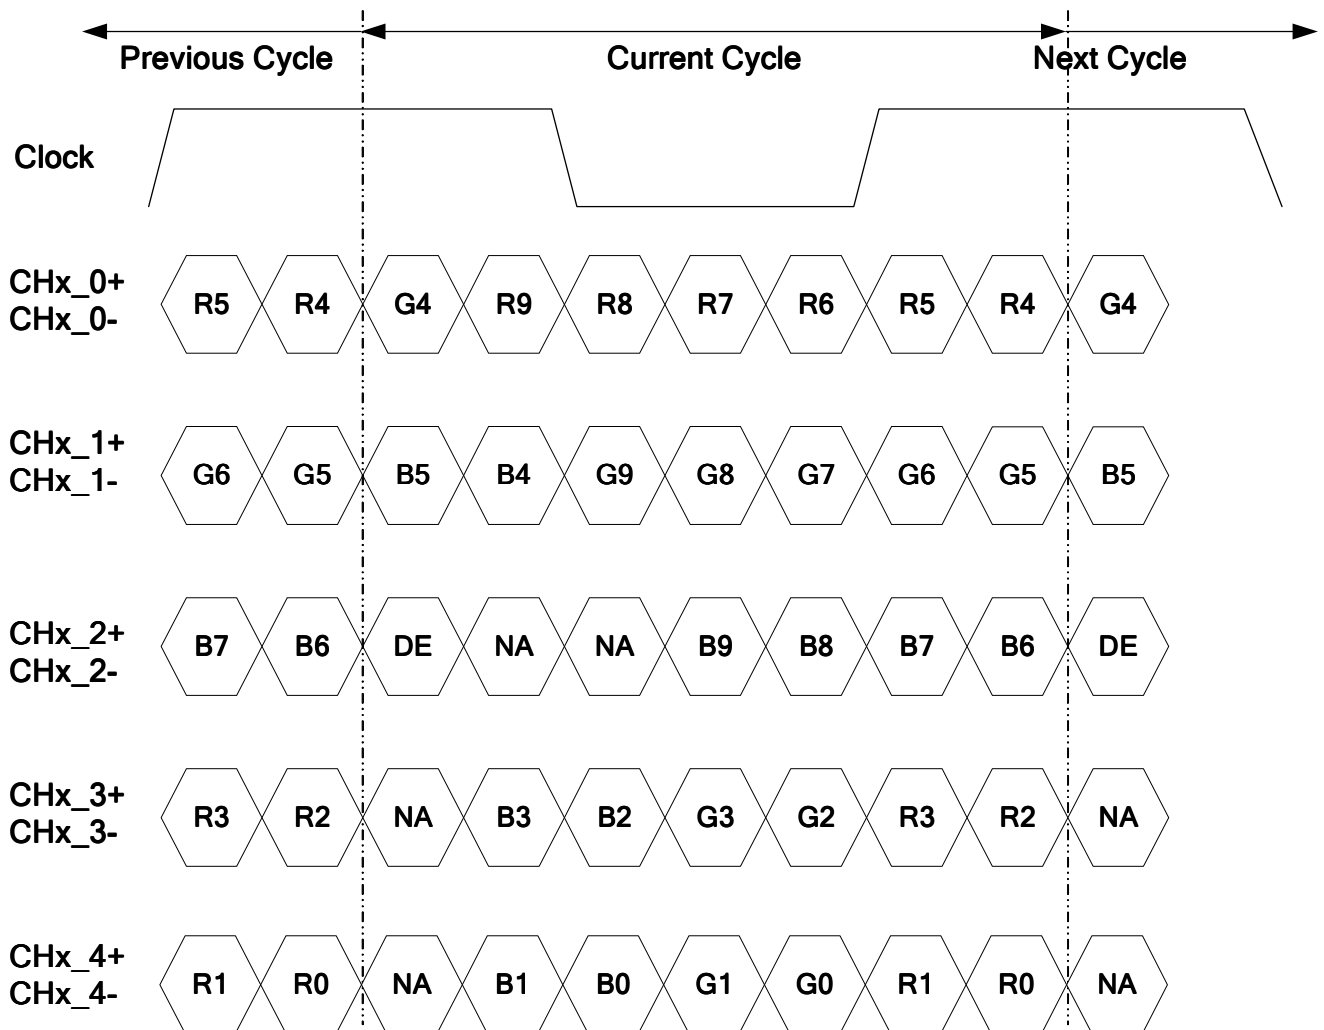 Previous Cycle Current Cycle Next Cycle
Clock
CHx_0+
CHx_0-
R5 R4 G4 R9 R8 R7 R6 R5 R4 G4
CHx_1+
CHx_1-
G6 G5 B5 B4 G9 G8 G7 G6 G5 B5
CHx_2+
CHx_2-
B7 B6 DE NA NA B9 B8 B7 B6 DE
CHx_3+
CHx_3-
R3 R2 NA B3 B2 G3 G2 R3 R2 NA
CHx_4+
CHx_4-
R1 R0 NA B1 B0 G1 G0 R1 R0 NA